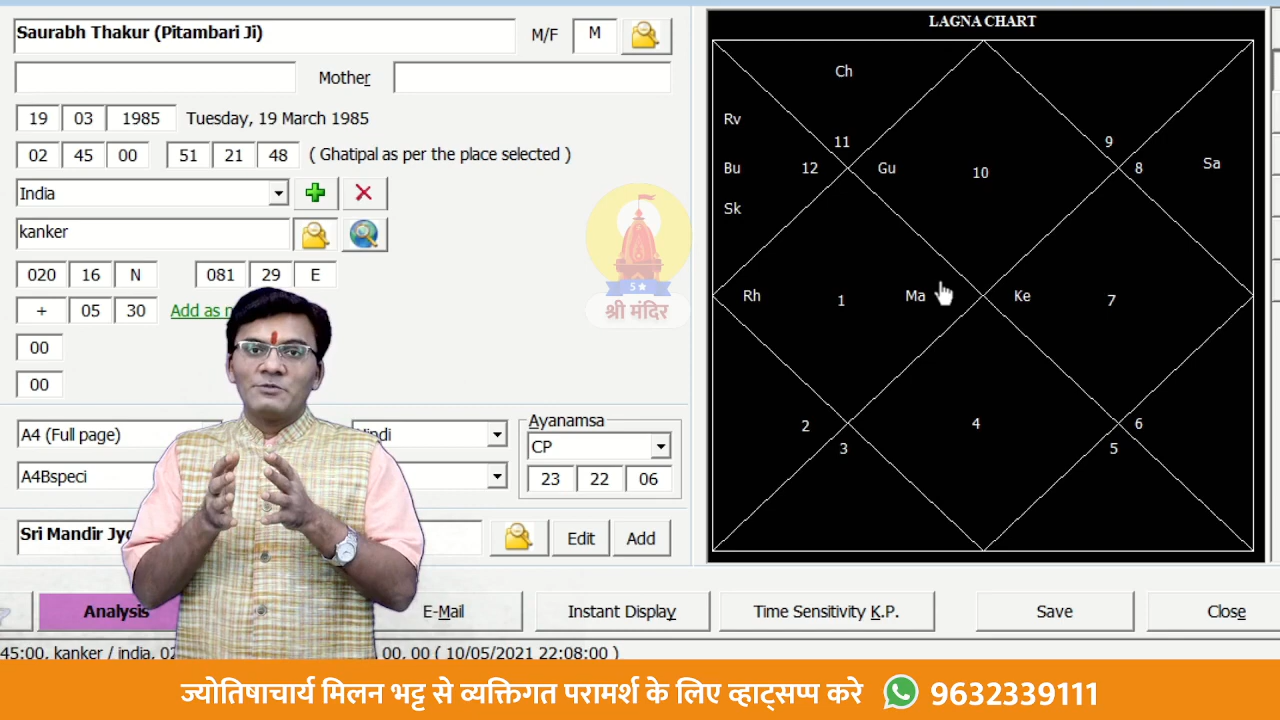 Saurabh Thakur (Pitambari Ji)
M/F M
Mother
19 03 1985 Tuesday, 19 March 1985
02 45 00 51 21 48 ( Ghatipal as per the place selected )
India
kanker
020 16 N 081 29 E
+ 05 30 Add as
00
00
A4 (Full page)
A4Bspeci
Ayanamsa
CP
23 22 06
Sri Mandir
Edit Add
Analysis E-Mail Instant Display Time Sensitivity K.P. Save Close
45:00, kanker / india, 00, 00 ( 10/05/2021 22:08:00 )
LAGNA CHART
Ch
Rv 11 9
Bu 12 Gu 10 8 Sa
Sk
Rh 1 Ma Ke 7
2 4 6
3 5
5
श्री मंदिर
ज्योतिषाचार्य मिलन भट्ट से व्यक्तिगत परामर्श के लिए व्हाट्सप्प करे 9632339111